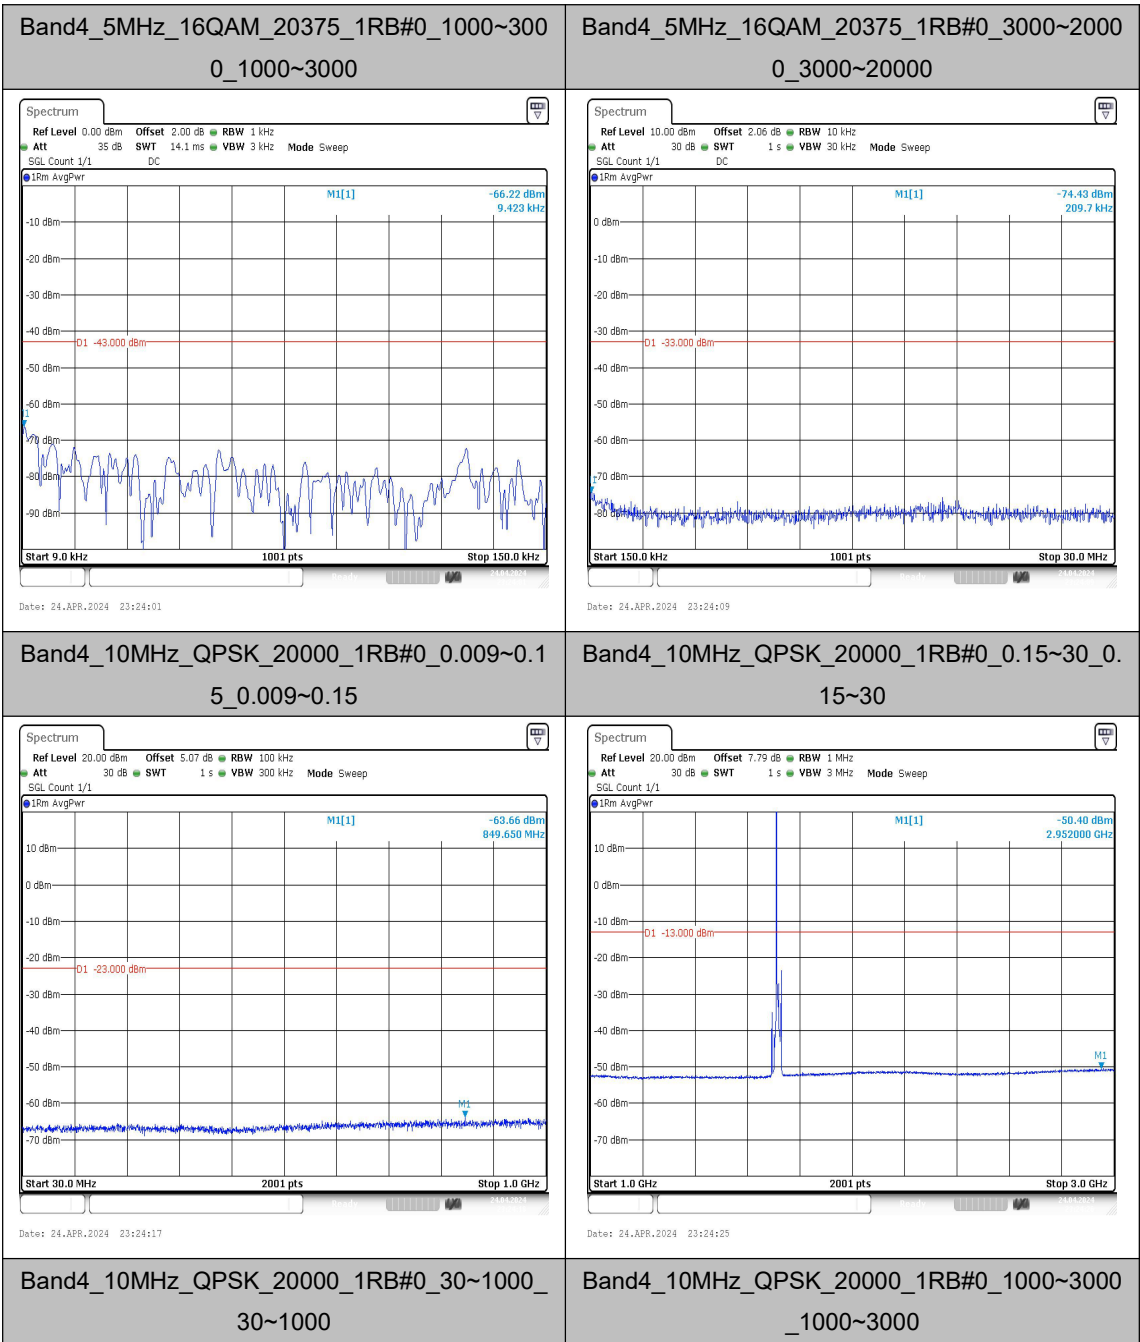 Band4_5MHz_16QAM_20375_1RB#0_1000~300
0_1000~3000
Band4_5MHz_16QAM_20375_1RB#0_3000~2000
0_3000~20000
Spectrum
Ref Level 0.00 dBm Offset 2.00 dB RBW 1 kHz
Att 35 dB SWT 14.1 ms VBW 3 kHz Mode Sweep
SGL Count 1/1 DC
1Rm AvgPwr
M1[1] -66.22 dBm
9.423 kHz
-10 dBm
-20 dBm
-30 dBm
-40 dBm
D1 -43.000 dBm
-50 dBm
-60 dBm
-70 dBm
-80 dBm
-90 dBm
Start 9.0 kHz 1001 pts Stop 150.0 kHz
Date: 24.APR.2024 23:24:01
Spectrum
Ref Level 10.00 dBm Offset 2.06 dB RBW 10 kHz
Att 30 dB SWT 1 s VBW 30 kHz Mode Sweep
SGL Count 1/1 DC
1Rm AvgPwr
M1[1] -74.43 dBm
209.7 kHz
0 dBm
-10 dBm
-20 dBm
-30 dBm
D1 -33.000 dBm
-40 dBm
-50 dBm
-60 dBm
-70 dBm
-80 dBm
Start 150.0 kHz 1001 pts Stop 30.0 MHz
Date: 24.APR.2024 23:24:09
Band4_10MHz_QPSK_20000_1RB#0_0.009~0.1
5_0.009~0.15
Band4_10MHz_QPSK_20000_1RB#0_0.15~30_0.
15~30
Spectrum
Ref Level 20.00 dBm Offset 5.07 dB RBW 100 kHz
Att 30 dB SWT 1 s VBW 300 kHz Mode Sweep
SGL Count 1/1
1Rm AvgPwr
M1[1] -63.66 dBm
849.650 MHz
10 dBm
0 dBm
-10 dBm
-20 dBm
D1 -23.000 dBm
-30 dBm
-40 dBm
-50 dBm
-60 dBm
M1
-70 dBm
Start 30.0 MHz 2001 pts Stop 1.0 GHz
Date: 24.APR.2024 23:24:17
Spectrum
Ref Level 20.00 dBm Offset 7.79 dB RBW 1 MHz
Att 30 dB SWT 1 s VBW 3 MHz Mode Sweep
SGL Count 1/1
1Rm AvgPwr
M1[1] -50.40 dBm
2.952000 GHz
10 dBm
0 dBm
-10 dBm
D1 -13.000 dBm
-20 dBm
-30 dBm
-40 dBm
M1
-50 dBm
-60 dBm
-70 dBm
Start 1.0 GHz 2001 pts Stop 3.0 GHz
Date: 24.APR.2024 23:24:25
Band4_10MHz_QPSK_20000_1RB#0_30~1000_
30~1000
Band4_10MHz_QPSK_20000_1RB#0_1000~3000
_1000~3000